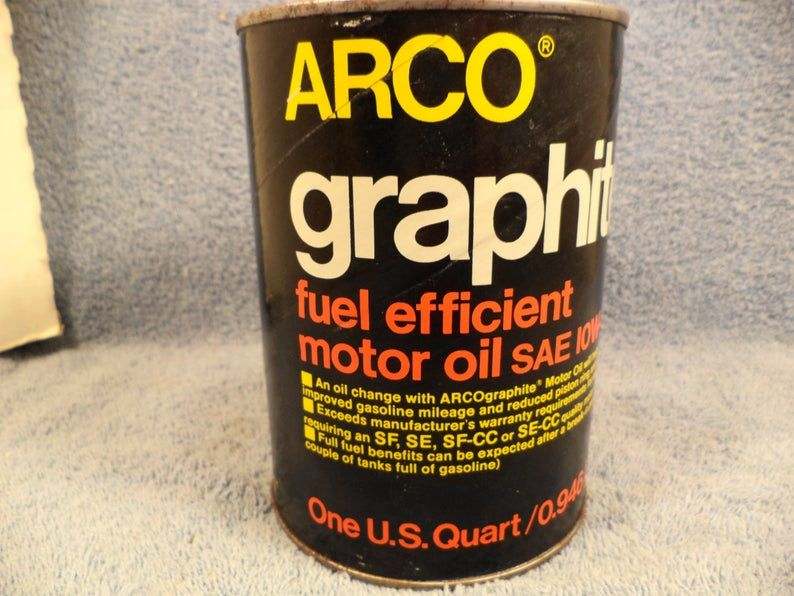 ARCO®
graphit
fuel efficient
motor oil SAE 10W
An oil change with ARCOgraphite® Motor Oil
improved gasoline mileage and reduced piston ring
Exceeds manufacturer's warranty requirements
requiring an SF, SE, SF-CC or SE-CC quality
Full fuel benefits can be expected after a break-
couple of tanks full of gasoline)
One U.S. Quart/0.946